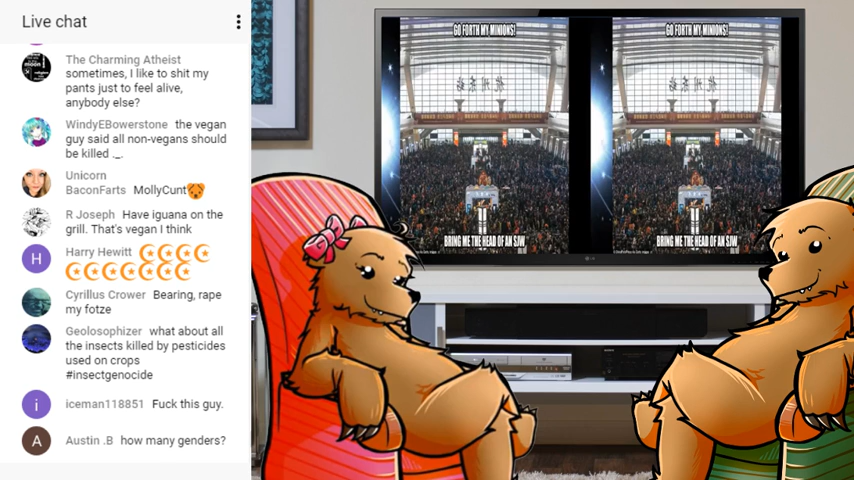 Live chat
The Charming Atheist
sometimes, I like to shit my
pants just to feel alive,
anybody else?
WindyEBowerstone the vegan
guy said all non-vegans should
be killed ._.
Unicorn
BaconFarts MollyCunt
R Joseph Have iguana on the
grill. That's vegan I think
H
Harry Hewitt
Cyrillus Crower Bearing, rape
my fotze
Geolosophizer what about all
the insects killed by pesticides
used on crops
#insectgenocide
i
iceman118851 Fuck this guy.
A
Austin .B how many genders?
GO FORTH MY MINIONS!
BRING ME THE HEAD OF AN SJW
GO FORTH MY MINIONS!
BRING ME THE HEAD OF AN SJW
LG